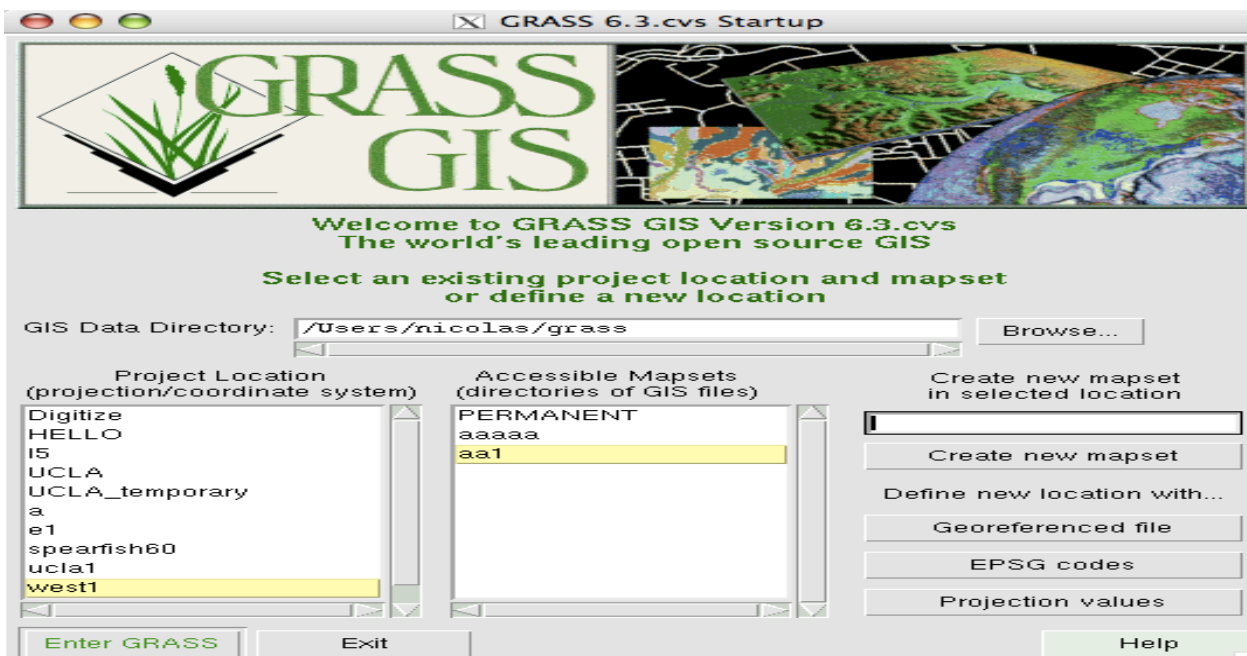 GRASS 6.3.cvs Startup
GRASS
GIS
Welcome to GRASS GIS Version 6.3.cvs
The world's leading open source GIS
Select an existing project location and mapset
or define a new location
GIS Data Directory:
/Users/nicolas/grass
Browse...
Project Location
(projection/coordinate system)
Digitize
HELLO
I5
UCLA
UCLA_temporary
a
e1
spearfish60
ucla1
west1
Accessible Mapsets
(directories of GIS files)
PERMANENT
aaaaa
aa1
Create new mapset
in selected location
Create new mapset
Define new location with...
Georeferenced file
EPSG codes
Projection values
Enter GRASS
Exit
Help